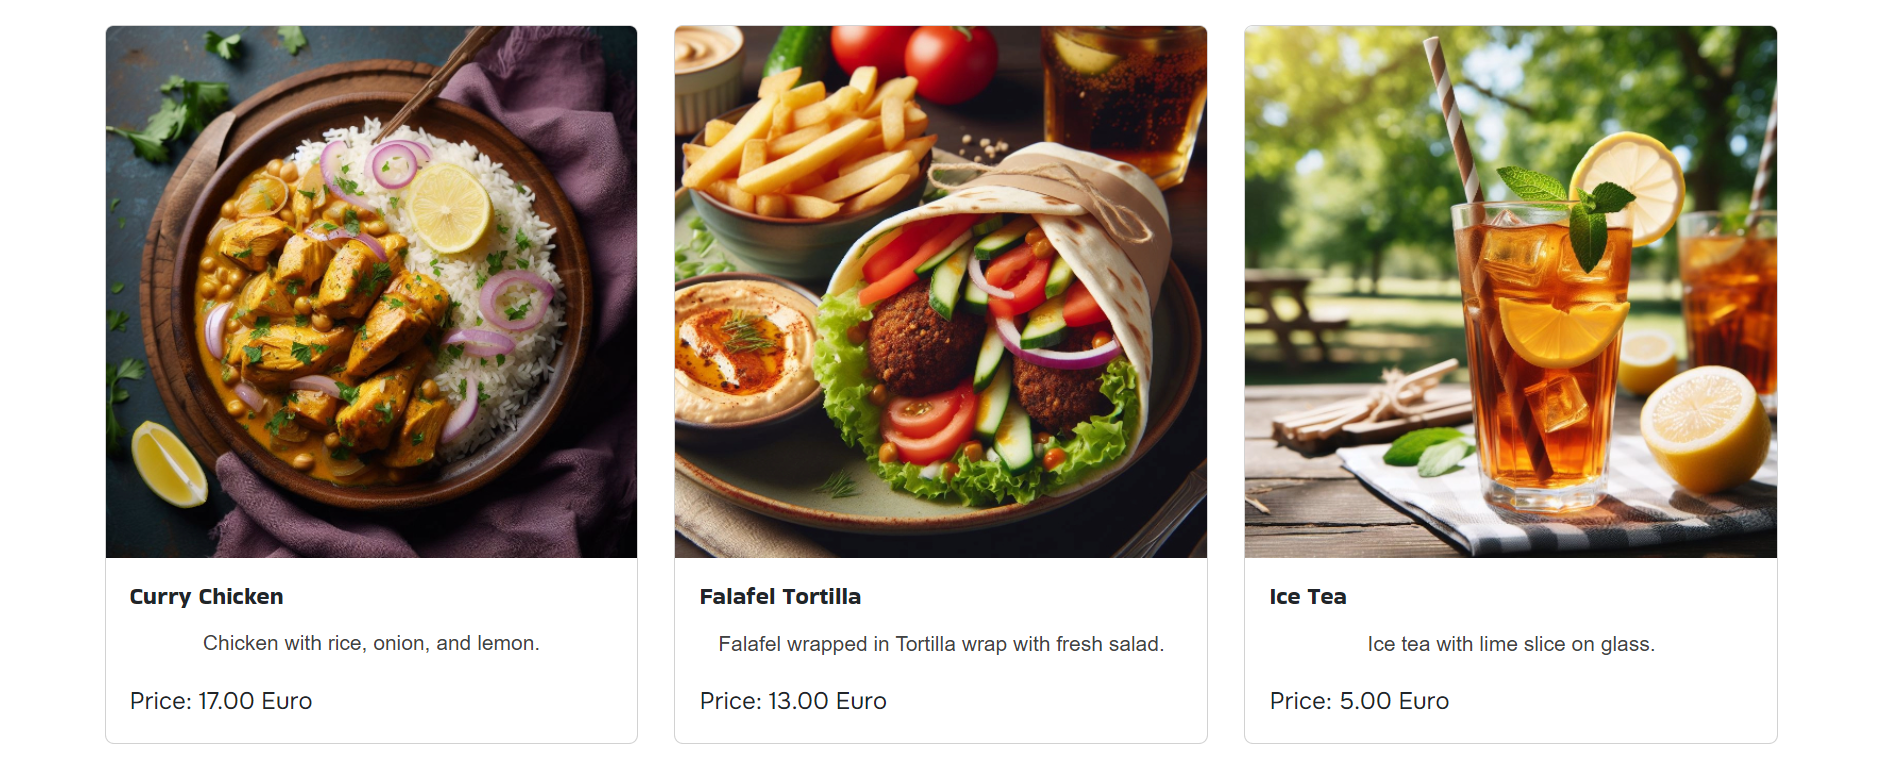 Curry Chicken
Chicken with rice, onion, and lemon.
Price: 17.00 Euro
Falafel Tortilla
Falafel wrapped in Tortilla wrap with fresh salad.
Price: 13.00 Euro
Ice Tea
Ice tea with lime slice on glass.
Price: 5.00 Euro